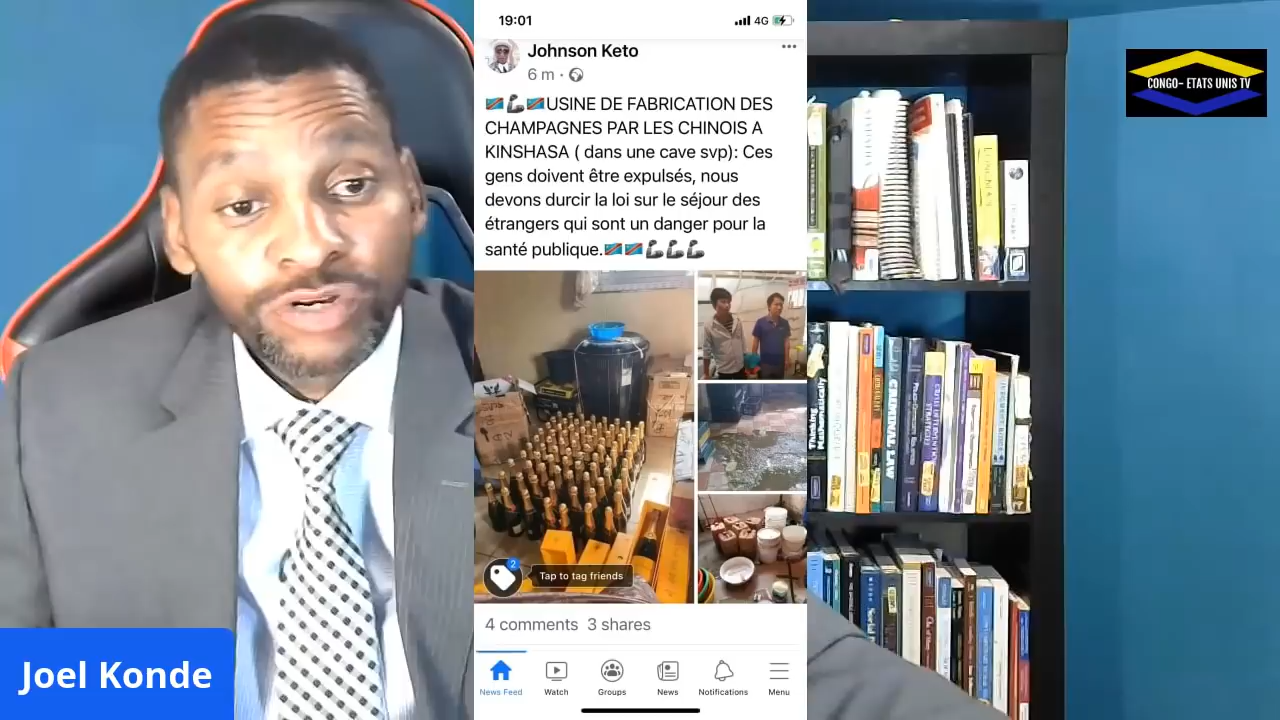 19:01
4G
Johnson Keto
6 m
🇨🇩💪🇨🇩USINE DE FABRICATION DES
CHAMPAGNES PAR LES CHINOIS A
KINSHASA ( dans une cave svp): Ces
gens doivent être expulsés, nous
devons durcir la loi sur le séjour des
étrangers qui sont un danger pour la
santé publique.🇨🇩🇨🇩💪💪💪
2
Tap to tag friends
4 comments 3 shares
News Feed
Watch
Groups
News
Notifications
Menu
Joel Konde
CONGO- ETATS UNIS TV
Thinking
Mathematically
CRIMINAL LAW